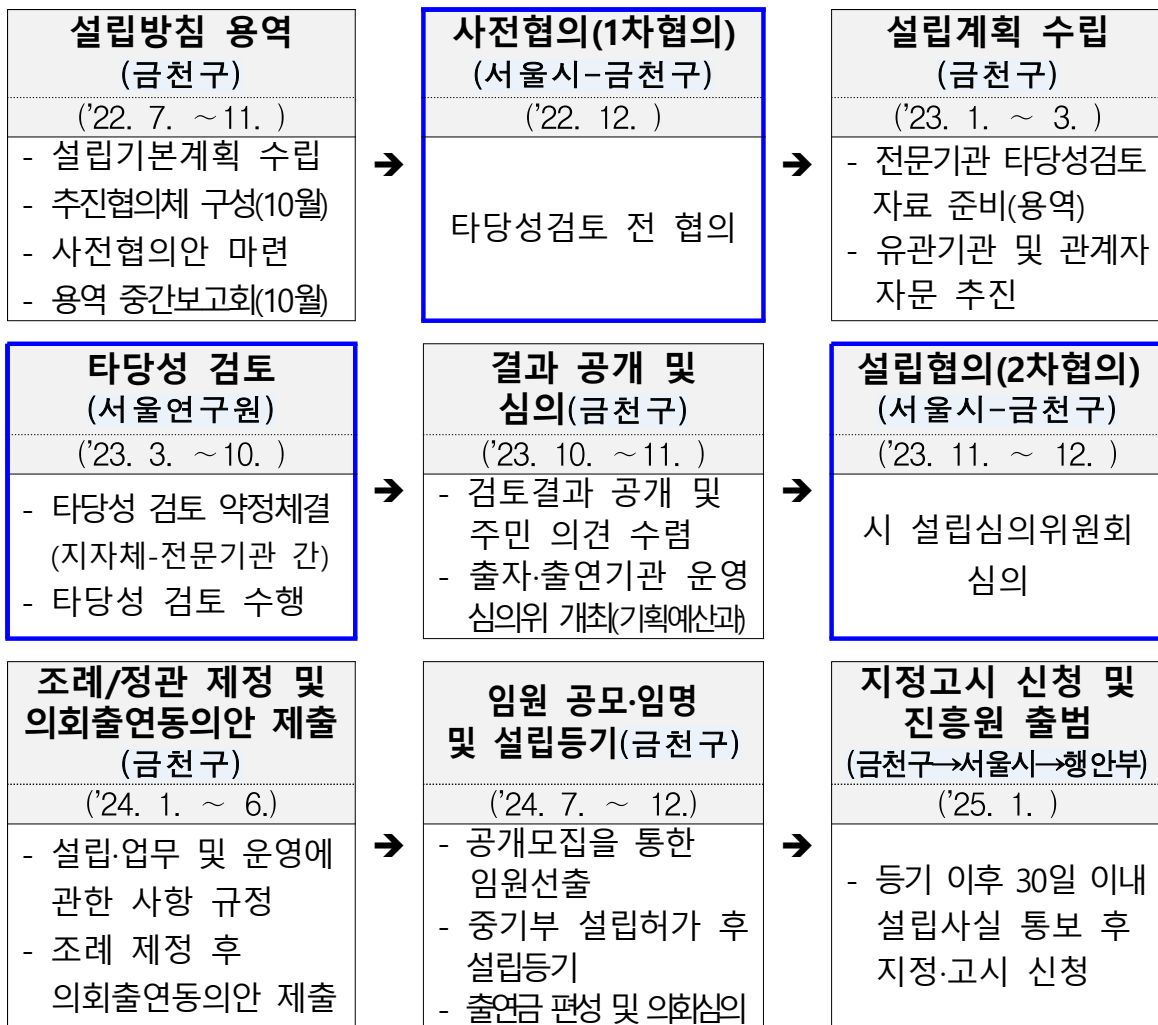 설립방침 용역
(금천구)
('22. 7. ~11. )
- 설립기본계획 수립
- 추진협의체 구성(10월)
- 사전협의안 마련
- 용역 중간보고회(10월)
➔
사전협의(1차협의)
(서울시-금천구)
('22. 12. )
타당성검토 전 협의
➔
설립계획 수립
(금천구)
('23. 1. ~ 3. )
- 전문기관 타당성검토
자료 준비(용역)
- 유관기관 및 관계자
자문 추진
타당성 검토
(서울연구원)
('23. 3. ~10. )
- 타당성 검토 약정체결
(지자체-전문기관 간)
- 타당성 검토 수행
➔
결과 공개 및
심의(금천구)
('23. 10. ~11. )
- 검토결과 공개 및
주민 의견 수렴
- 출자·출연기관 운영
심의위 개최(기획예산과)
➔
설립협의(2차협의)
(서울시-금천구)
('23. 11. ~ 12. )
시 설립심의위원회
심의
조례/정관 제정 및
의회출연동의안 제출
(금천구)
('24. 1. ~ 6.)
- 설립·업무 및 운영에
관한 사항 규정
- 조례 제정 후
의회출연동의안 제출
➔
임원 공모·임명
및 설립등기(금천구)
('24. 7. ~ 12.)
- 공개모집을 통한
임원선출
- 중기부 설립허가 후
설립등기
- 출연금 편성 및 의회심의
➔
지정고시 신청 및
진흥원 출범
(금천구→서울시→행안부)
('25. 1. )
- 등기 이후 30일 이내
설립사실 통보 후
지정·고시 신청